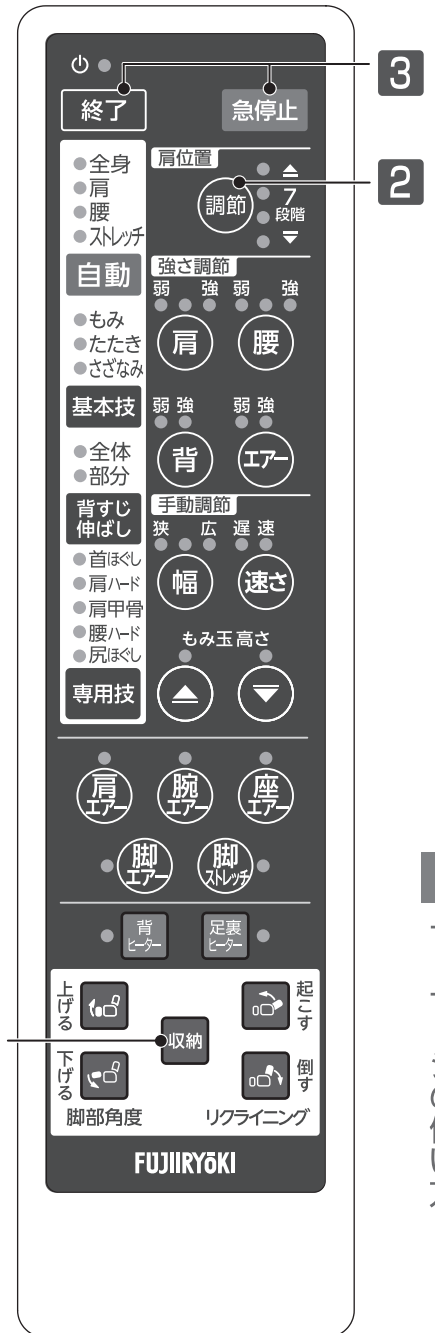 終了
急停止
3
全身
肩
腰
ストレッチ
自動
肩位置
調節
7
段階
2
強さ調節
弱 強 弱 強
肩 腰
もみ
たたき
さざなみ
基本技
弱 強 弱 強
背 エアー
全体
部分
背すじ
伸ばし
手動調節
狭 広 遅 速
幅 速さ
首ほぐし
肩ハード
肩甲骨
腰ハード
尻ほぐし
専用技
もみ玉高さ
肩
エアー
腕
エアー
座
エアー
脚
エアー
脚
ストレッチ
背
ヒーター
足裏
ヒーター
上げる
下げる
脚部角度
収納
起こす
倒す
リクライニング
FUJIIRYŌKI